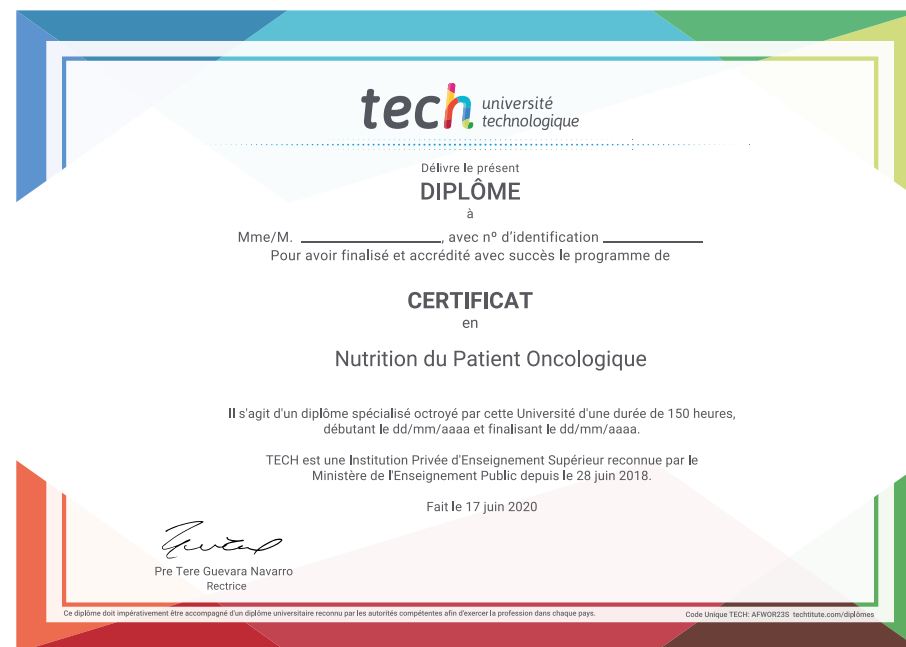 tech université
technologique
Délivre le présent
DIPLÔME
à
Mme/M. ____________________, avec nº d'identification ______________
Pour avoir finalisé et accrédité avec succès le programme de
CERTIFICAT
en
Nutrition du Patient Oncologique
Il s'agit d'un diplôme spécialisé octroyé par cette Université d'une durée de 150 heures,
débutant le dd/mm/aaaa et finalisant le dd/mm/aaaa.
TECH est une Institution Privée d'Enseignement Supérieur reconnue par le
Ministère de l'Enseignement Public depuis le 28 juin 2018.
Fait le 17 juin 2020
Pre Tere Guevara Navarro
Rectrice
Ce diplôme doit impérativement être accompagné d'un diplôme universitaire reconnu par les autorités compétentes afin d'exercer la profession dans chaque pays.
Code Unique TECH: AFWOR23S techtitute.com/diplômes